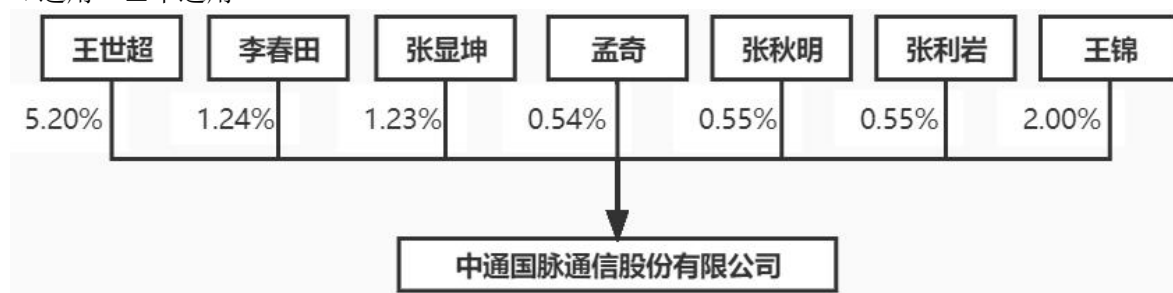 王世超 李春田 张显坤 孟奇 张秋明 张利岩 王锦
5.20% 1.24% 1.23% 0.54% 0.55% 0.55% 2.00%
中通国脉通信股份有限公司